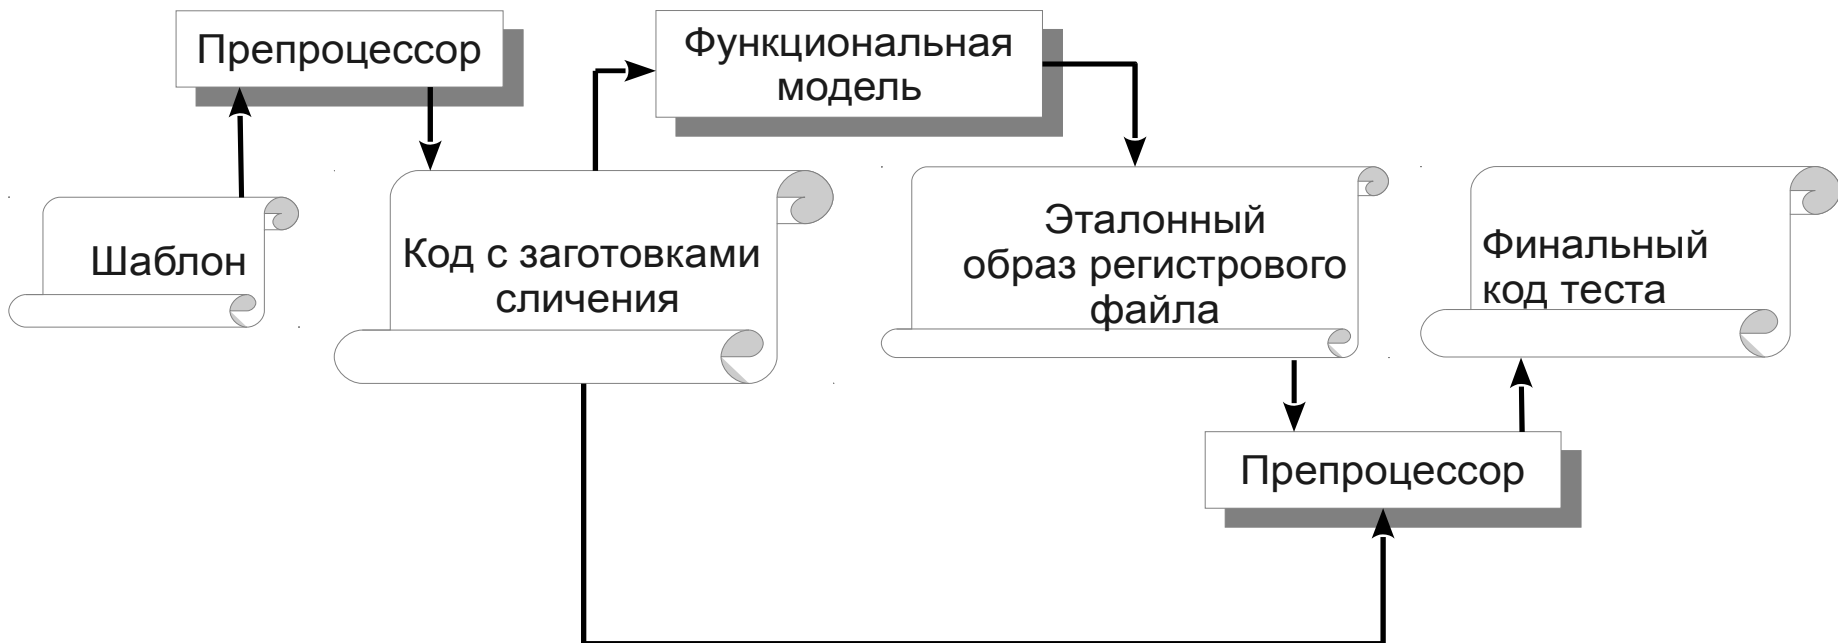 Препроцессор
Функциональная
модель
Шаблон
Код с заготовками
сличения
Эталонный
образ регистрового
файла
Финальный
код теста
Препроцессор